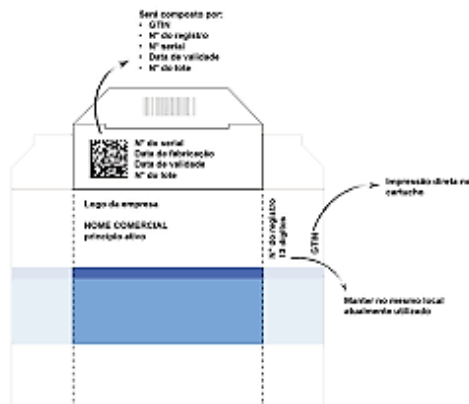 Será composto por:
• GTIN
• Nº do registro
• Nº serial
• Data de validade
• Nº do lote
Nº do serial
Data de fabricação
Data de validade
Nº do lote
Logo da empresa
NOME COMERCIAL
princípio ativo
Nº do registro
13 dígitos
GTIN
Impressão direta no
cartucho
Manter no mesmo local
atualmente utilizado